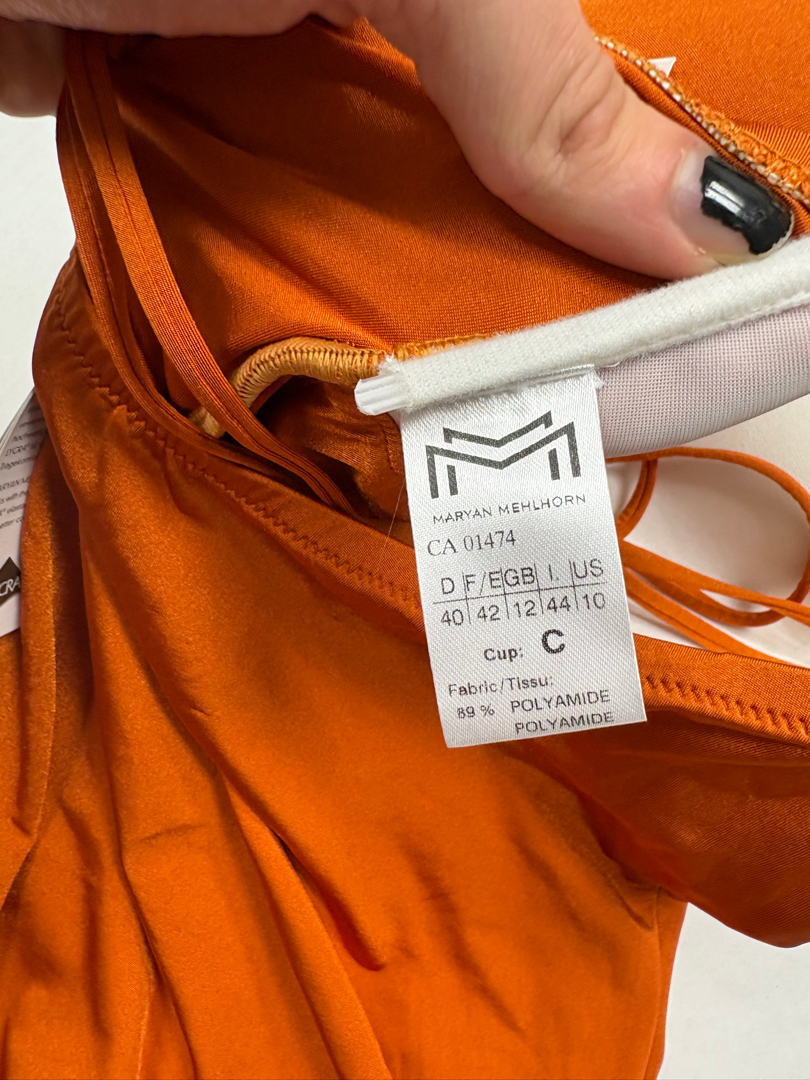 MARYAN MEHLHORN
CA 01474
D F/E GB I. US
40 42 12 44 10
Cup: C
Fabric/Tissu:
89 % POLYAMIDE
POLYAMIDE